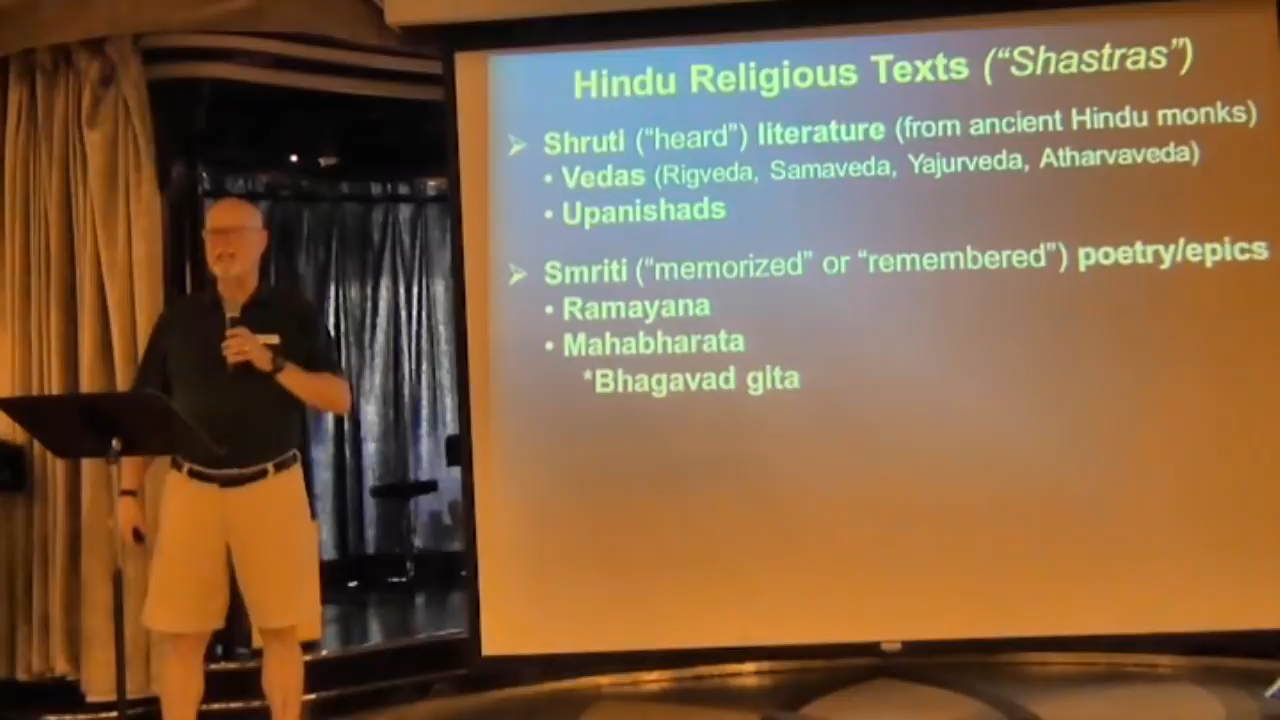 Hindu Religious Texts (“Shastras”)
➢ Shruti (“heard”) literature (from ancient Hindu monks)
• Vedas (Rigveda, Samaveda, Yajurveda, Atharvaveda)
• Upanishads
➢ Smriti (“memorized” or “remembered”) poetry/epics
• Ramayana
• Mahabharata
*Bhagavad gita